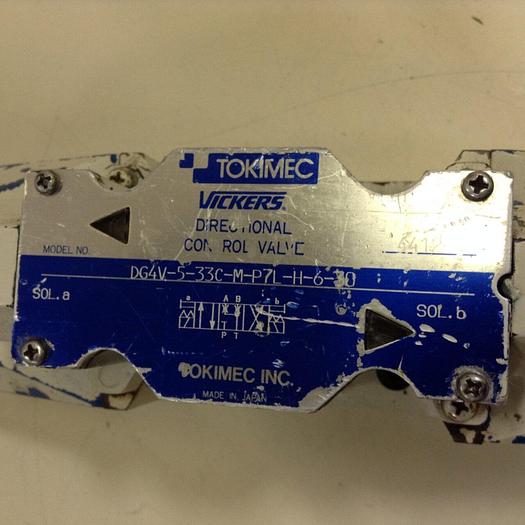 TOKIMEC
VICKERS
DIRECTIONAL
CONTROL VALVE
MODEL NO.
DG4V-5-33C-M-P7L-H-6-30
SOL.a
SOL.b
a A B b
P T
TOKIMEC INC.
MADE IN JAPAN